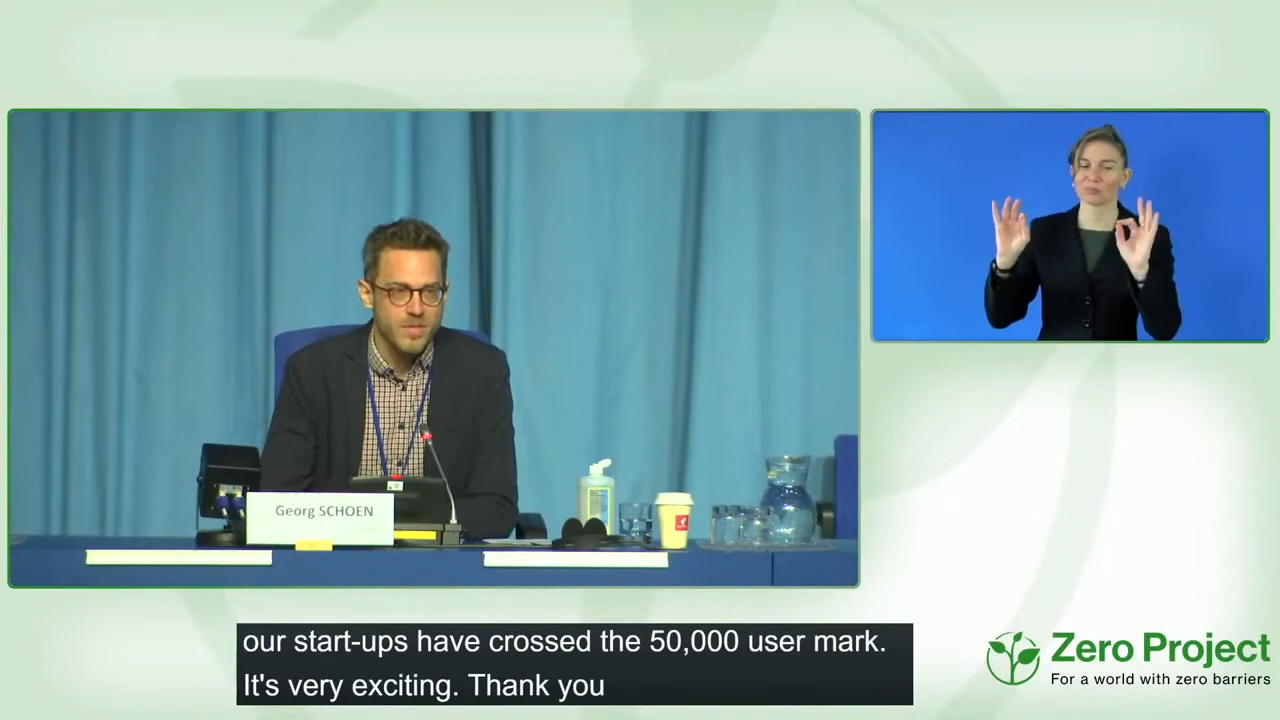 Georg SCHOEN
our start-ups have crossed the 50,000 user mark.
It's very exciting. Thank you
Zero Project
For a world with zero barriers